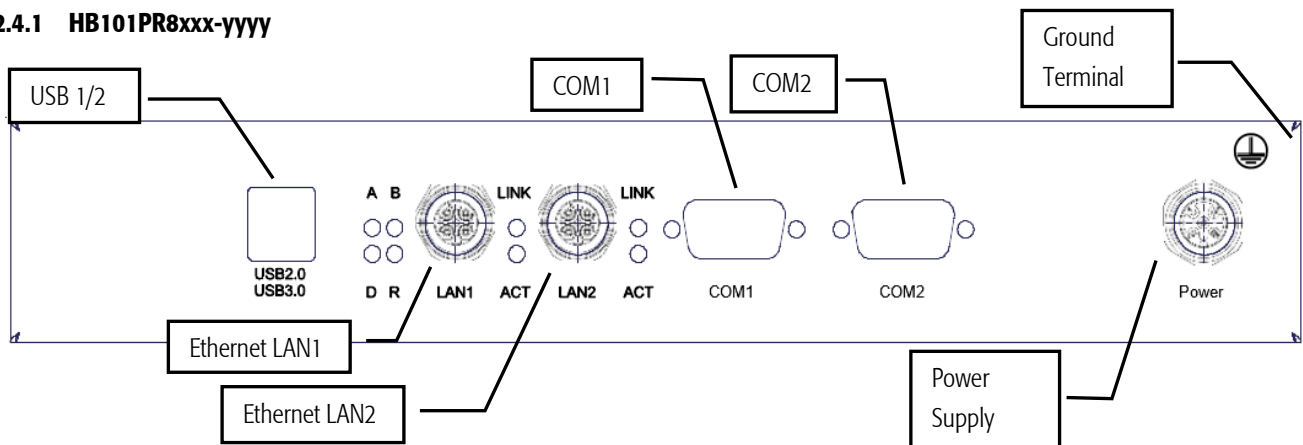 2.4.1 HB101PR8xxx-yyyy
Ground
Terminal
USB 1/2
COM1
COM2
A B
LINK
LINK
USB2.0
USB3.0
D R
LAN1
ACT
LAN2
ACT
COM1
COM2
Power
Ethernet LAN1
Ethernet LAN2
Power
Supply